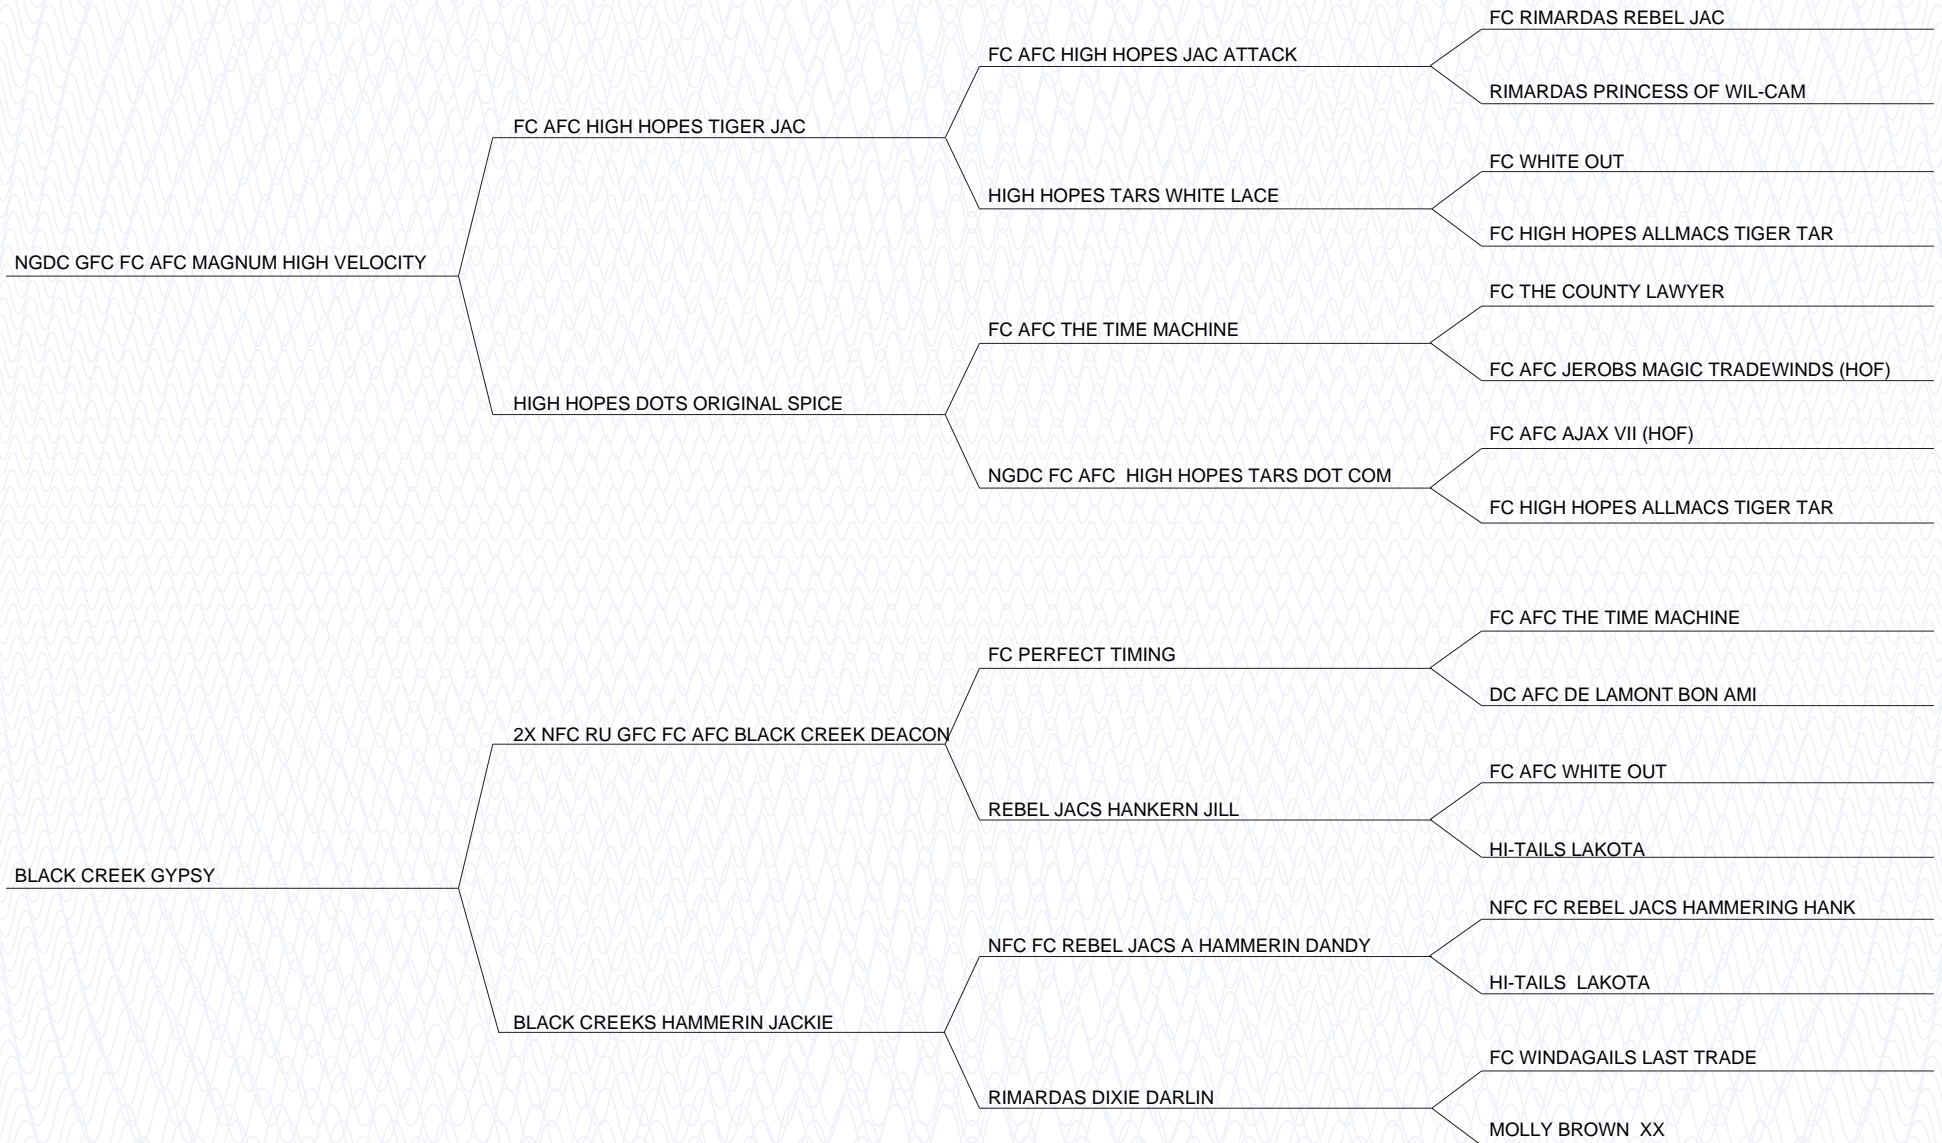 FC RIMARDAS REBEL JAC
FC AFC HIGH HOPES JAC ATTACK
RIMARDAS PRINCESS OF WIL-CAM
FC AFC HIGH HOPES TIGER JAC
FC WHITE OUT
HIGH HOPES TARS WHITE LACE
FC HIGH HOPES ALLMACS TIGER TAR
NGDC GFC FC AFC MAGNUM HIGH VELOCITY
FC THE COUNTY LAWYER
FC AFC THE TIME MACHINE
FC AFC JEROBS MAGIC TRADEWINDS (HOF)
HIGH HOPES DOTS ORIGINAL SPICE
FC AFC AJAX VII (HOF)
NGDC FC AFC  HIGH HOPES TARS DOT COM
FC HIGH HOPES ALLMACS TIGER TAR
FC AFC THE TIME MACHINE
FC PERFECT TIMING
DC AFC DE LAMONT BON AMI
2X NFC RU GFC FC AFC BLACK CREEK DEACON
FC AFC WHITE OUT
REBEL JACS HANKERN JILL
HI-TAILS LAKOTA
BLACK CREEK GYPSY
NFC FC REBEL JACS HAMMERING HANK
NFC FC REBEL JACS A HAMMERIN DANDY
HI-TAILS  LAKOTA
BLACK CREEKS HAMMERIN JACKIE
FC WINDAGAILS LAST TRADE
RIMARDAS DIXIE DARLIN
MOLLY BROWN  XX